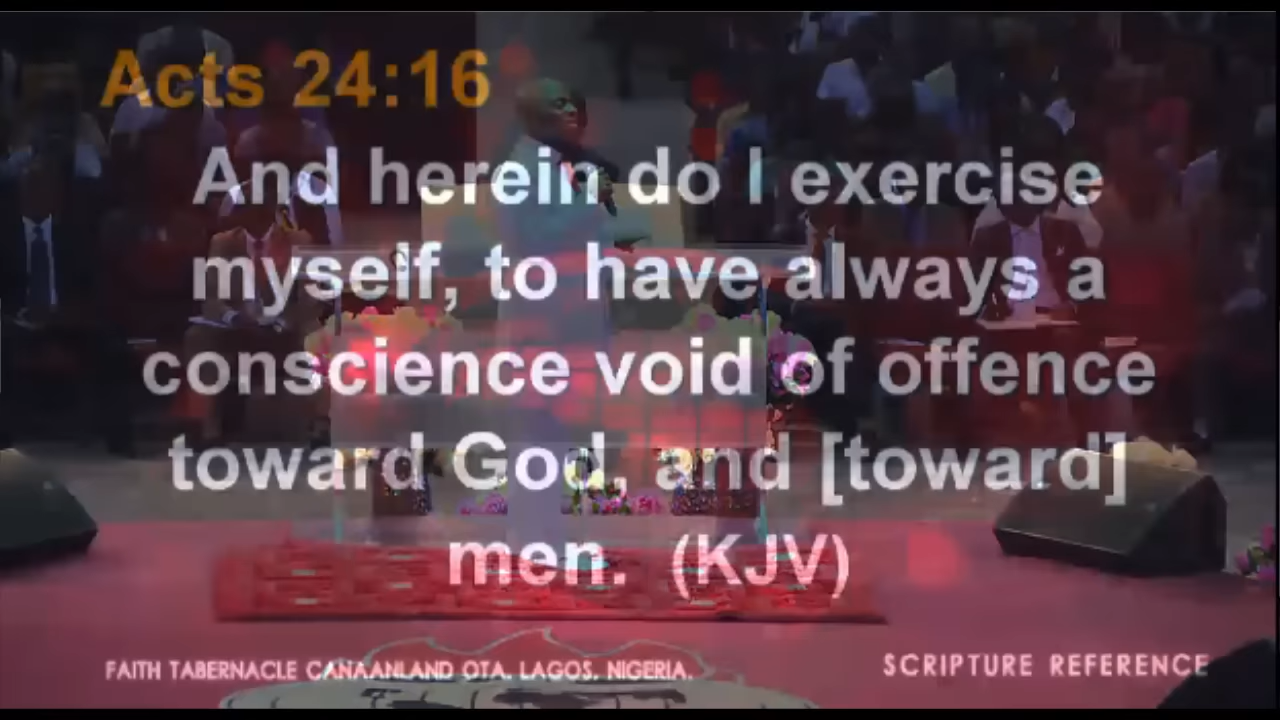 Acts 24:16
And herein do I exercise
myself, to have always a
conscience void of offence
toward God, and [toward]
men. (KJV)
FAITH TABERNACLE CANAANLAND OTA. LAGOS. NIGERIA.
SCRIPTURE REFERENCE